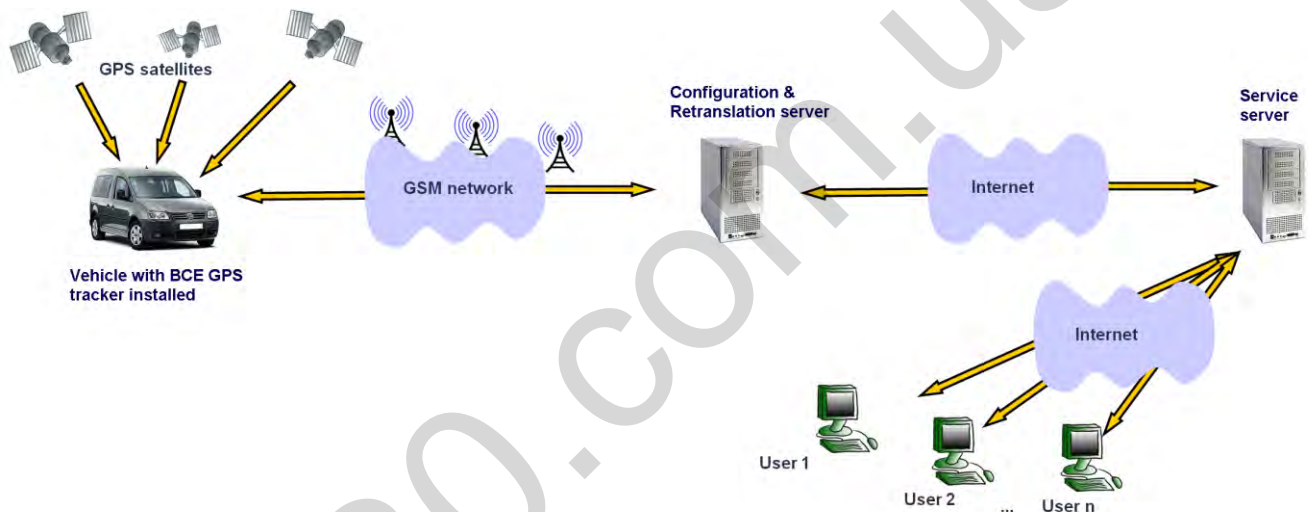 GPS satellites
Configuration &
Retranslation server
Service
server
GSM network
Internet
Vehicle with BCE GPS
tracker installed
Internet
User 1
User 2
...
User n